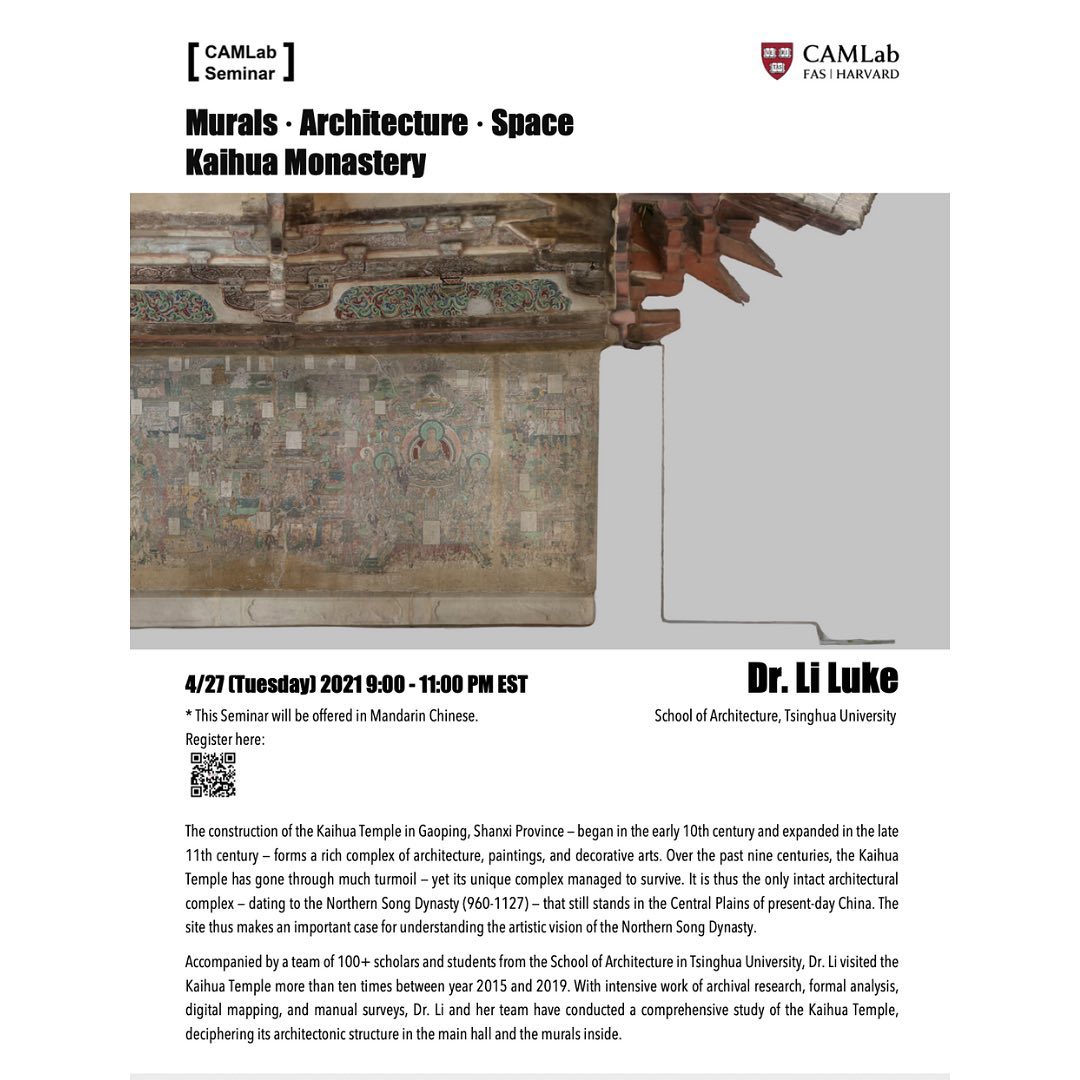 [ CAMLab
Seminar ]
CAMLab
FAS | HARVARD
Murals · Architecture · Space
Kaihua Monastery
4/27 (Tuesday) 2021 9:00 - 11:00 PM EST
Dr. Li Luke
* This Seminar will be offered in Mandarin Chinese.
School of Architecture, Tsinghua University
Register here:
The construction of the Kaihua Temple in Gaoping, Shanxi Province – began in the early 10th century and expanded in the late
11th century – forms a rich complex of architecture, paintings, and decorative arts. Over the past nine centuries, the Kaihua
Temple has gone through much turmoil – yet its unique complex managed to survive. It is thus the only intact architectural
complex – dating to the Northern Song Dynasty (960-1127) – that still stands in the Central Plains of present-day China. The
site thus makes an important case for understanding the artistic vision of the Northern Song Dynasty.
Accompanied by a team of 100+ scholars and students from the School of Architecture in Tsinghua University, Dr. Li visited the
Kaihua Temple more than ten times between year 2015 and 2019. With intensive work of archival research, formal analysis,
digital mapping, and manual surveys, Dr. Li and her team have conducted a comprehensive study of the Kaihua Temple,
deciphering its architectonic structure in the main hall and the murals inside.